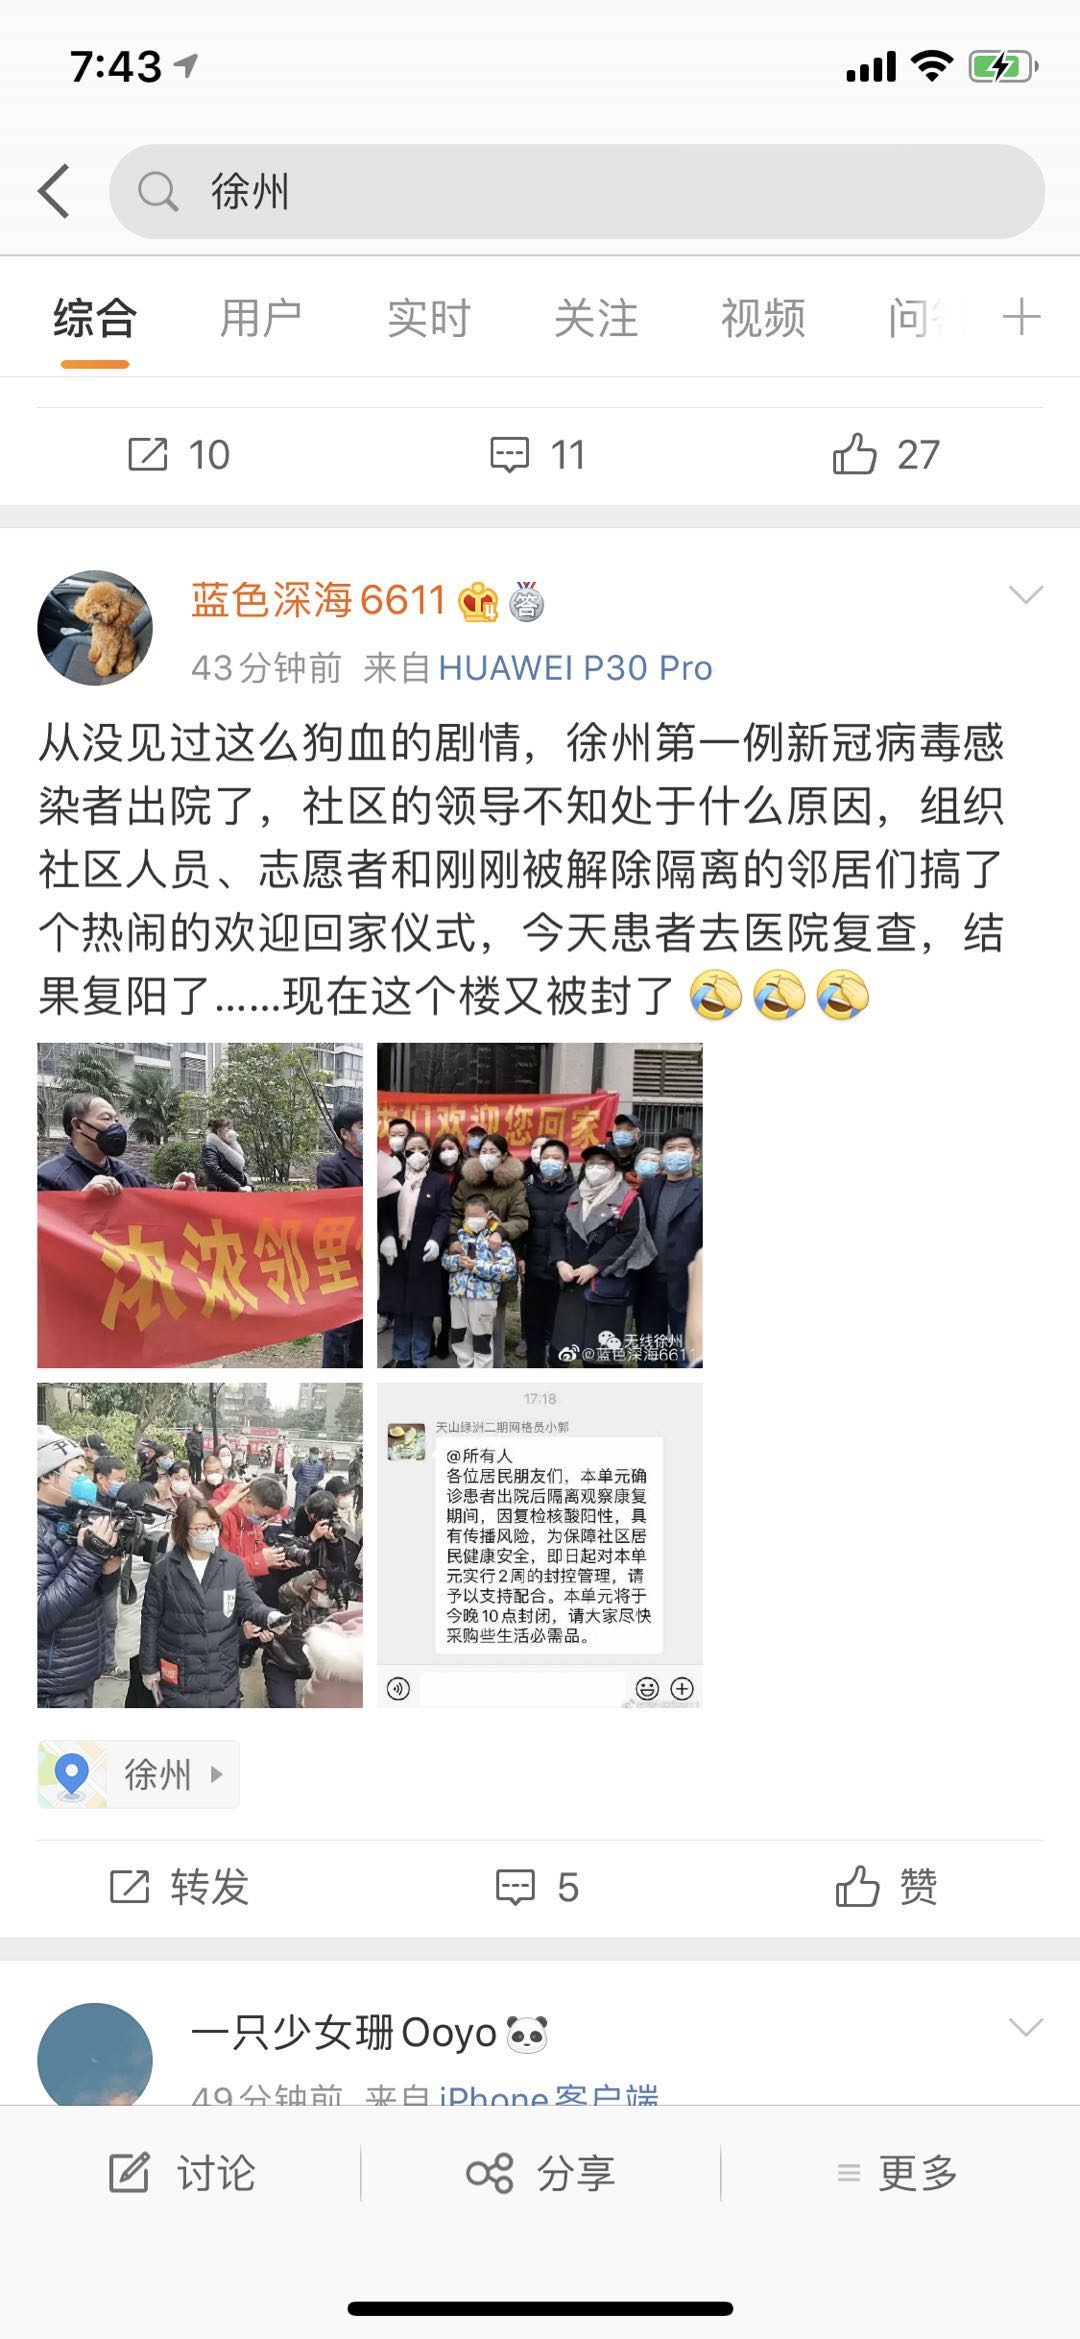 7:43
徐州
综合 用户 实时 关注 视频 问
10 11 27
蓝色深海6611
答
43分钟前 来自HUAWEI P30 Pro
从没见过这么狗血的剧情，徐州第一例新冠病毒感
染者出院了，社区的领导不知处于什么原因，组织
社区人员、志愿者和刚刚被解除隔离的邻居们搞了
个热闹的欢迎回家仪式，今天患者去医院复查，结
果复阳了……现在这个楼又被封了
浓浓邻里
我们欢迎您回家
无线徐州
@蓝色深海6611
17:18
天山绿洲二期网格员小郭
@所有人
各位居民朋友们，本单元确
诊患者出院后隔离观察康复
期间，因复检核酸阳性，具
有传播风险，为保障社区居
民健康安全，即日起对本单
元实行2周的封控管理，请
予以支持配合。本单元将于
今晚10点封闭，请大家尽快
采购些生活必需品。
徐州
转发 5 赞
一只少女珊Ooyo
49分钟前 来自iPhone客户端
讨论 分享 更多